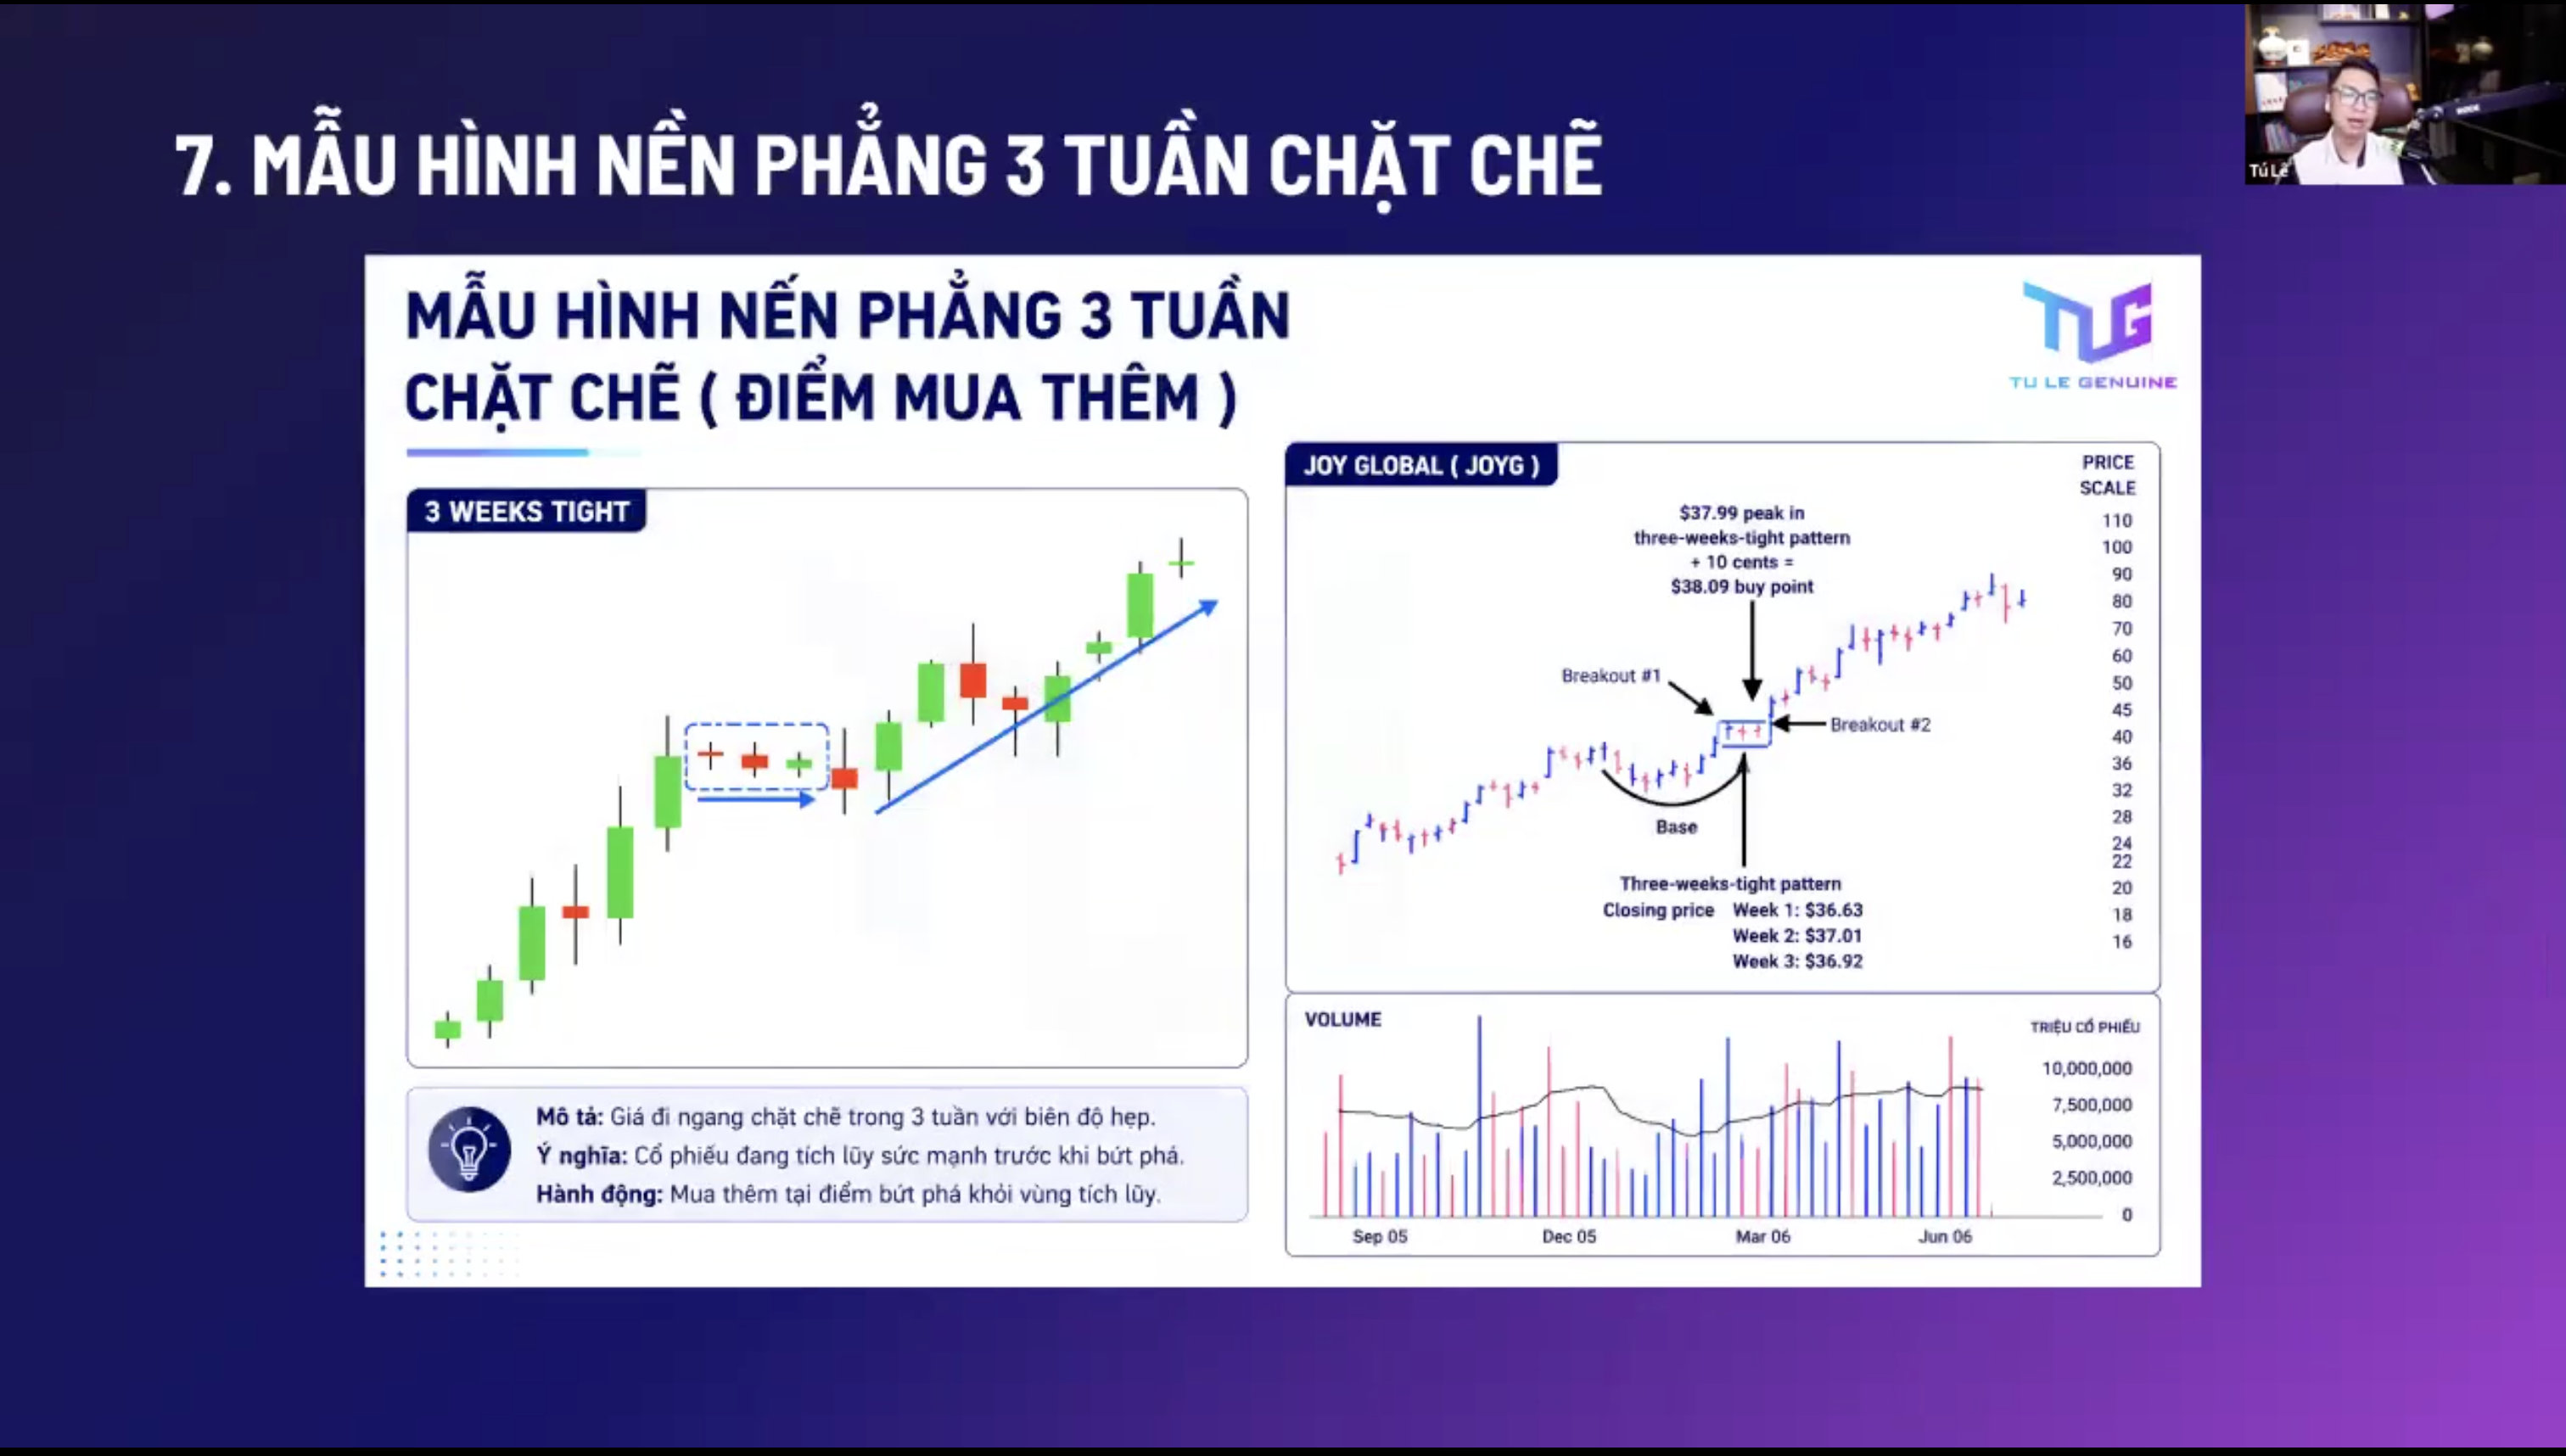 7. MẪU HÌNH NỀN PHẲNG 3 TUẦN CHẶT CHẼ
Tú Lê
MẪU HÌNH NẾN PHẲNG 3 TUẦN
CHẶT CHẼ ( ĐIỂM MUA THÊM )
TLG
TU LE GENUINE
3 WEEKS TIGHT
Mô tả: Giá đi ngang chặt chẽ trong 3 tuần với biên độ hẹp.
Ý nghĩa: Cổ phiếu đang tích lũy sức mạnh trước khi bứt phá.
Hành động: Mua thêm tại điểm bứt phá khỏi vùng tích lũy.
JOY GLOBAL ( JOYG )
PRICE
SCALE
$37.99 peak in
three-weeks-tight pattern
+ 10 cents =
$38.09 buy point
Breakout #1
Breakout #2
Base
Three-weeks-tight pattern
Closing price Week 1: $36.63
Week 2: $37.01
Week 3: $36.92
110
100
90
80
70
60
50
45
40
36
32
28
24
22
20
18
16
VOLUME
TRIỆU CỔ PHIẾU
10,000,000
7,500,000
5,000,000
2,500,000
0
Sep 05
Dec 05
Mar 06
Jun 06